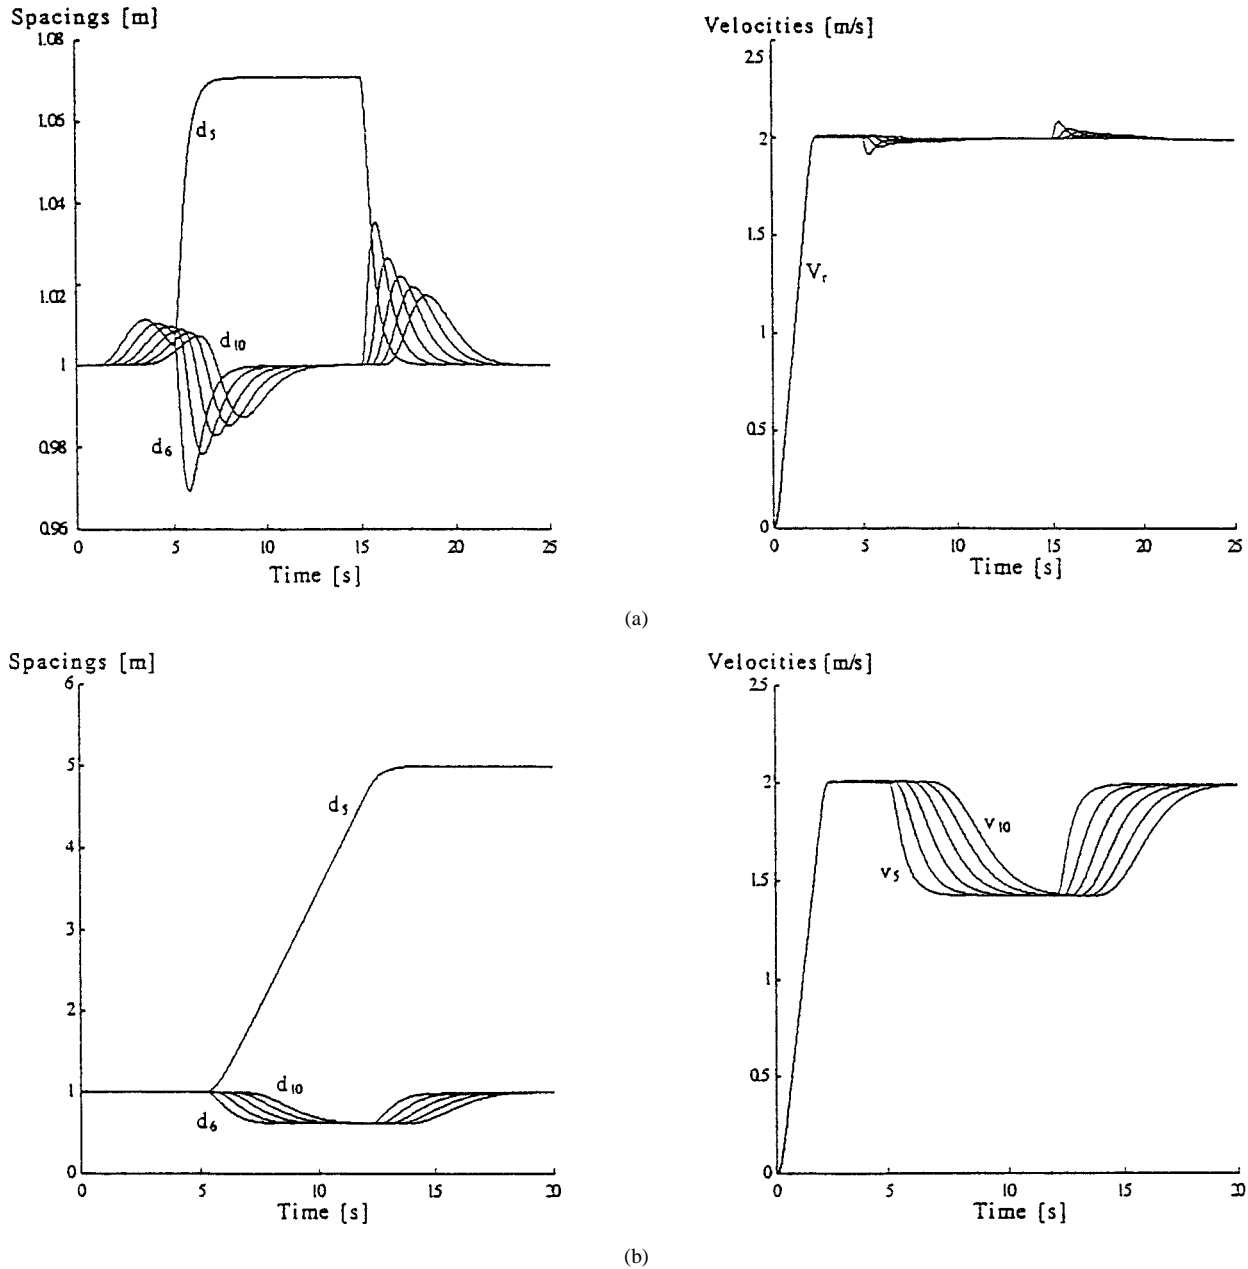 Spacings [m]
1.08
1.06
1.04
1.02
1
0.98
0.96
d5
d10
d6
0 5 10 15 20 25
Time [s]
Velocities [m/s]
2.5
2
1.5
1
0.5
0
Vr
0 5 10 15 20 25
Time [s]
(a)
Spacings [m]
6
5
4
3
2
1
0
d5
d10
d6
0 5 10 15 20
Time [s]
Velocities [m/s]
2.5
2
1.5
1
0.5
0
v10
v5
0 5 10 15 20
Time [s]
(b)